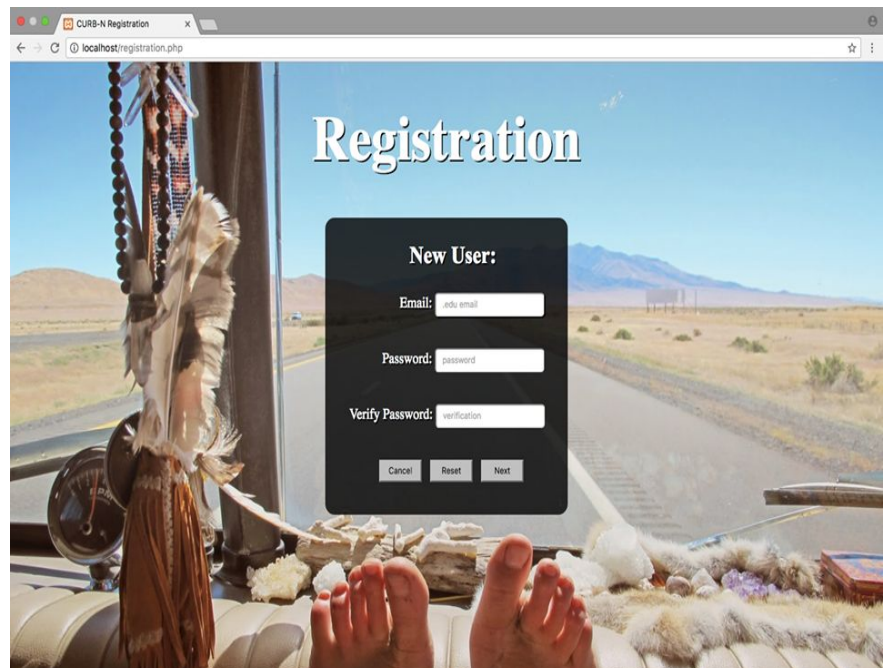 CURB-N Registration
localhost/registration.php
Registration
New User:
Email: .edu email
Password: password
Verify Password: verification
Cancel Reset Next
RPM